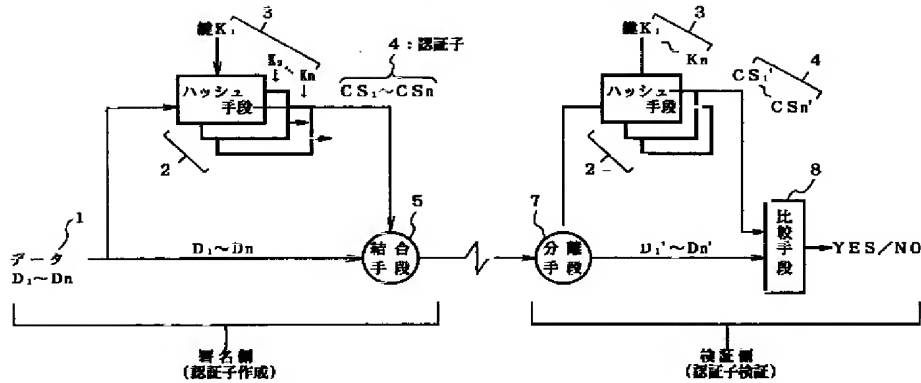 3
鍵K₁
K₂… Kn
4：認証子
CS₁～CSn
ハッシュ
手段
2
1
データ
D₁～Dn
D₁～Dn
5
結合
手段
署名側
(認証子作成)
3
鍵K₁
～Kn
4
CS₁'
～CSn'
ハッシュ
手段
2
7
分離
手段
D₁'～Dn'
8
比較手段
YES／NO
検証側
(認証子検証)